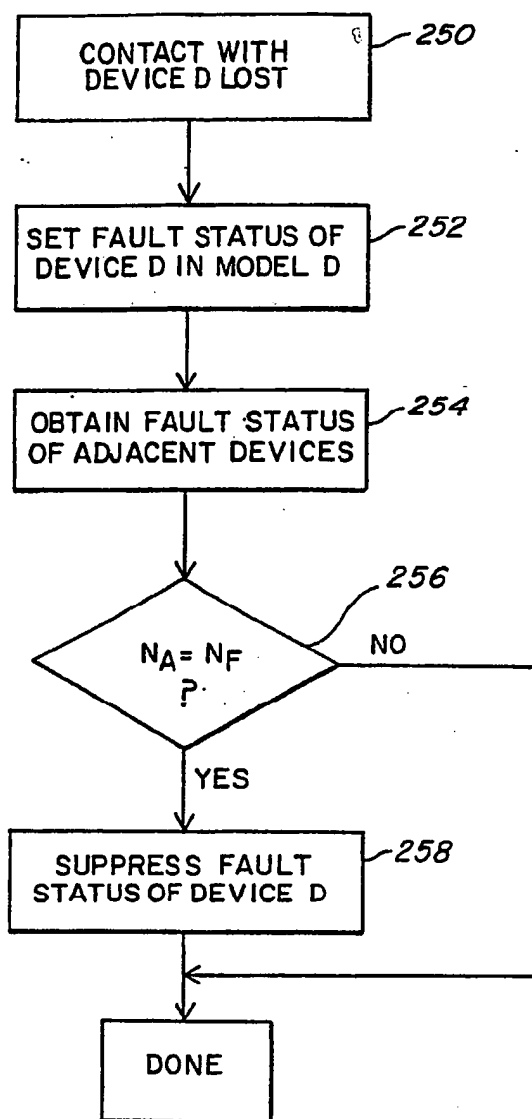 CONTACT WITH
DEVICE D LOST
250
SET FAULT STATUS OF
DEVICE D IN MODEL D
252
OBTAIN FAULT STATUS
OF ADJACENT DEVICES
254
256
NA = NF
?
NO
YES
SUPPRESS FAULT
STATUS OF DEVICE D
258
DONE